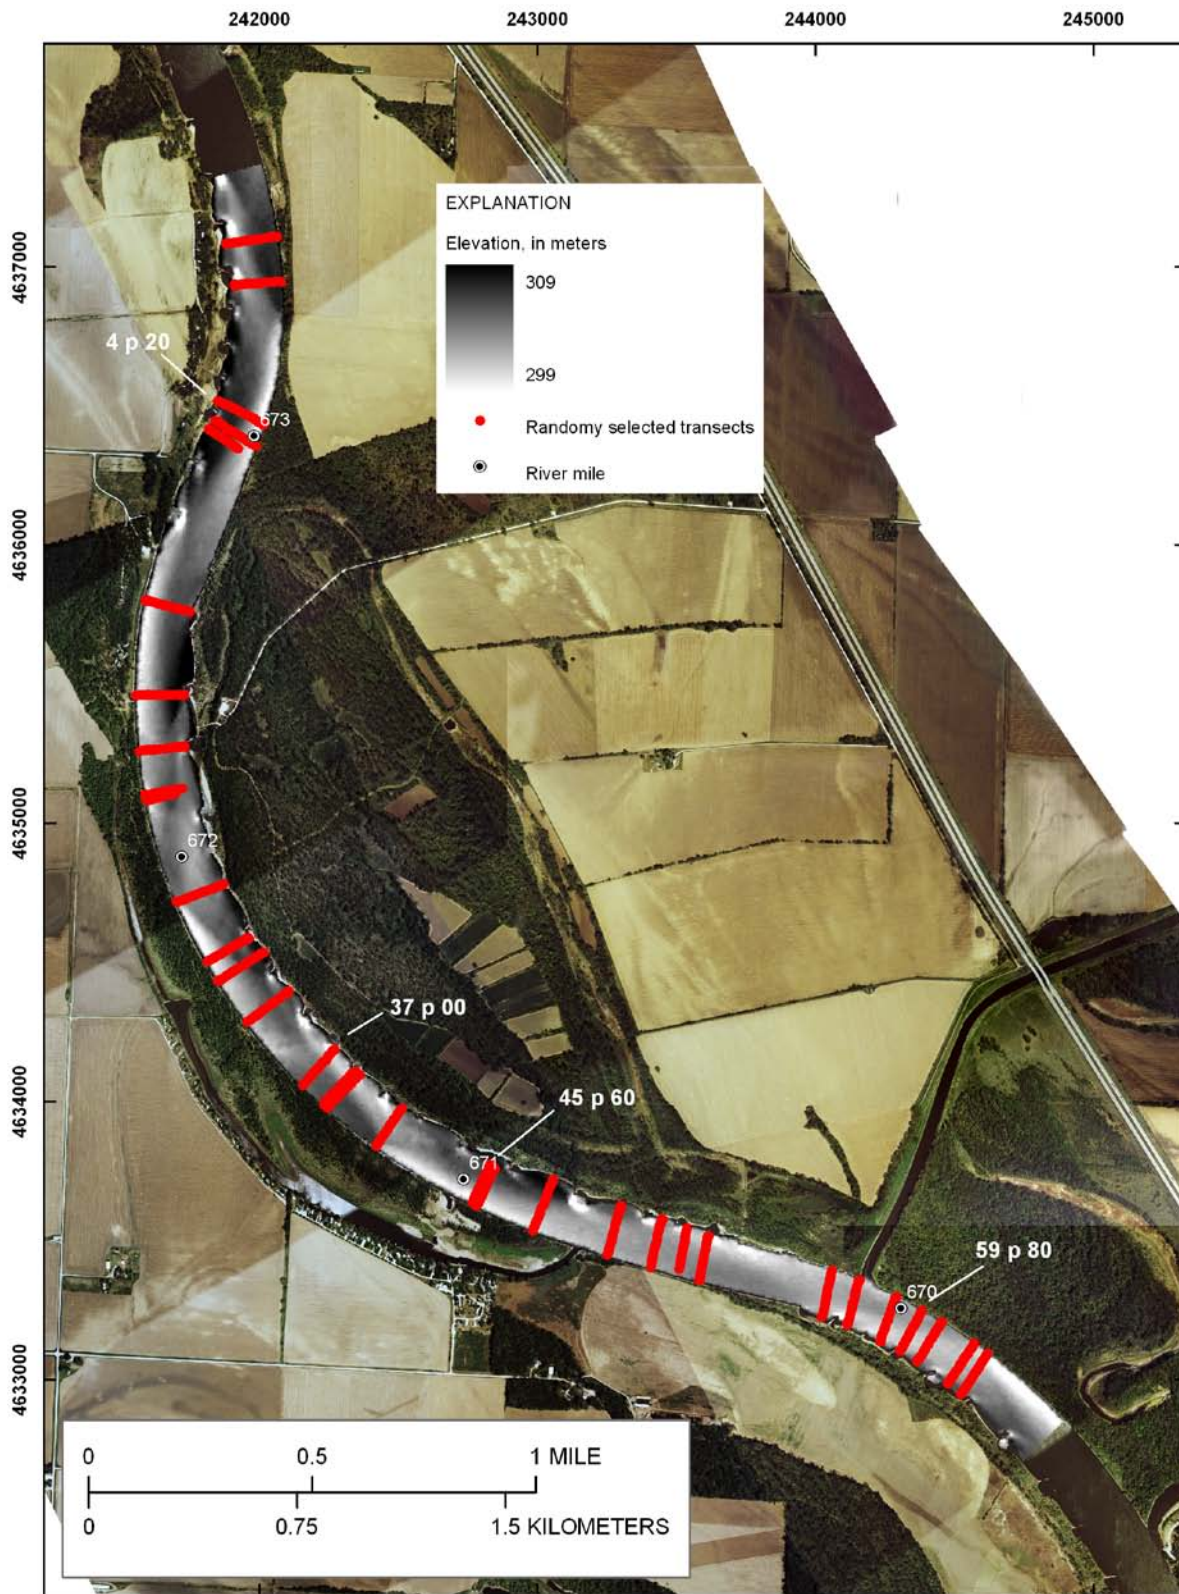 242000 243000 244000 245000
4637000
4636000
4635000
4634000
4633000
EXPLANATION
Elevation, in meters
309
299
Randomy selected transects
River mile
4 p 20
673
672
37 p 00
45 p 60
671
59 p 80
670
0 0.5 1 MILE
0 0.75 1.5 KILOMETERS